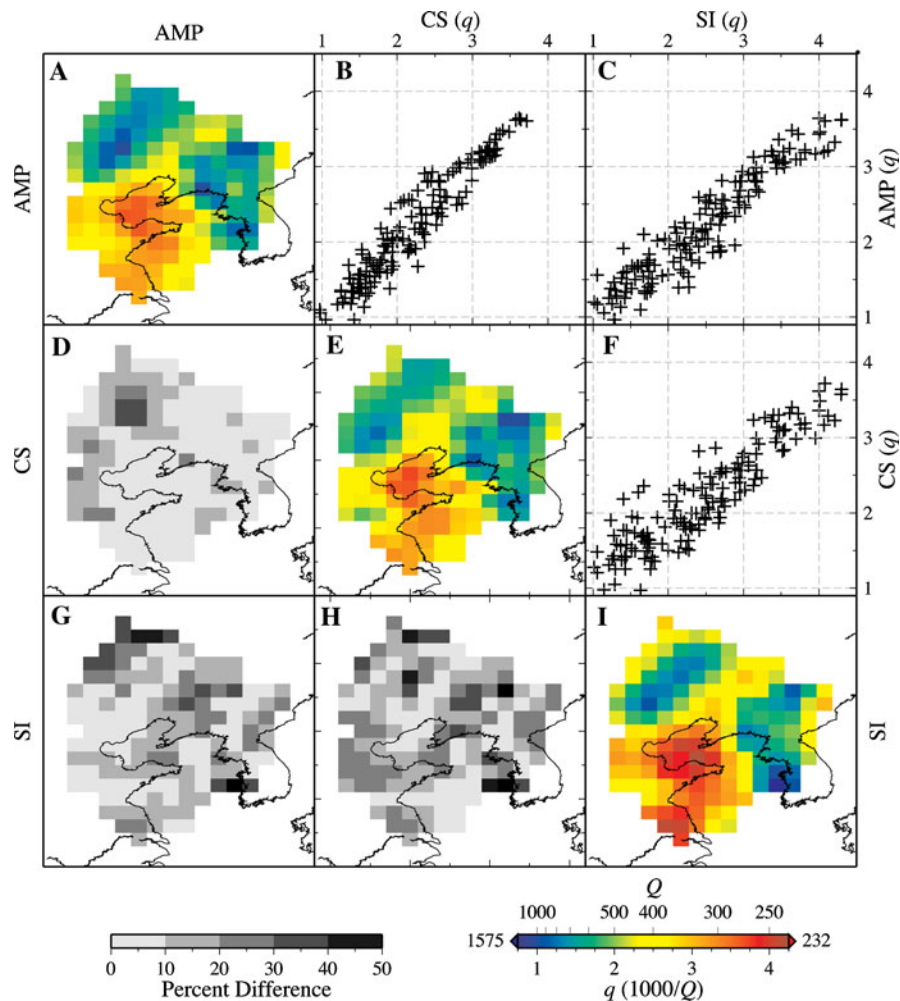 AMP CS (q) SI (q)
1 2 3 4 1 2 3 4
A B C
AMP
4
3
2
1
AMP (q)
D E F
CS
4
3
2
1
CS (q)
G H I
SI
SI
Q
1000 500 400 300 250
1575 232
0 10 20 30 40 50
1 2 3 4
Percent Difference
q (1000/Q)